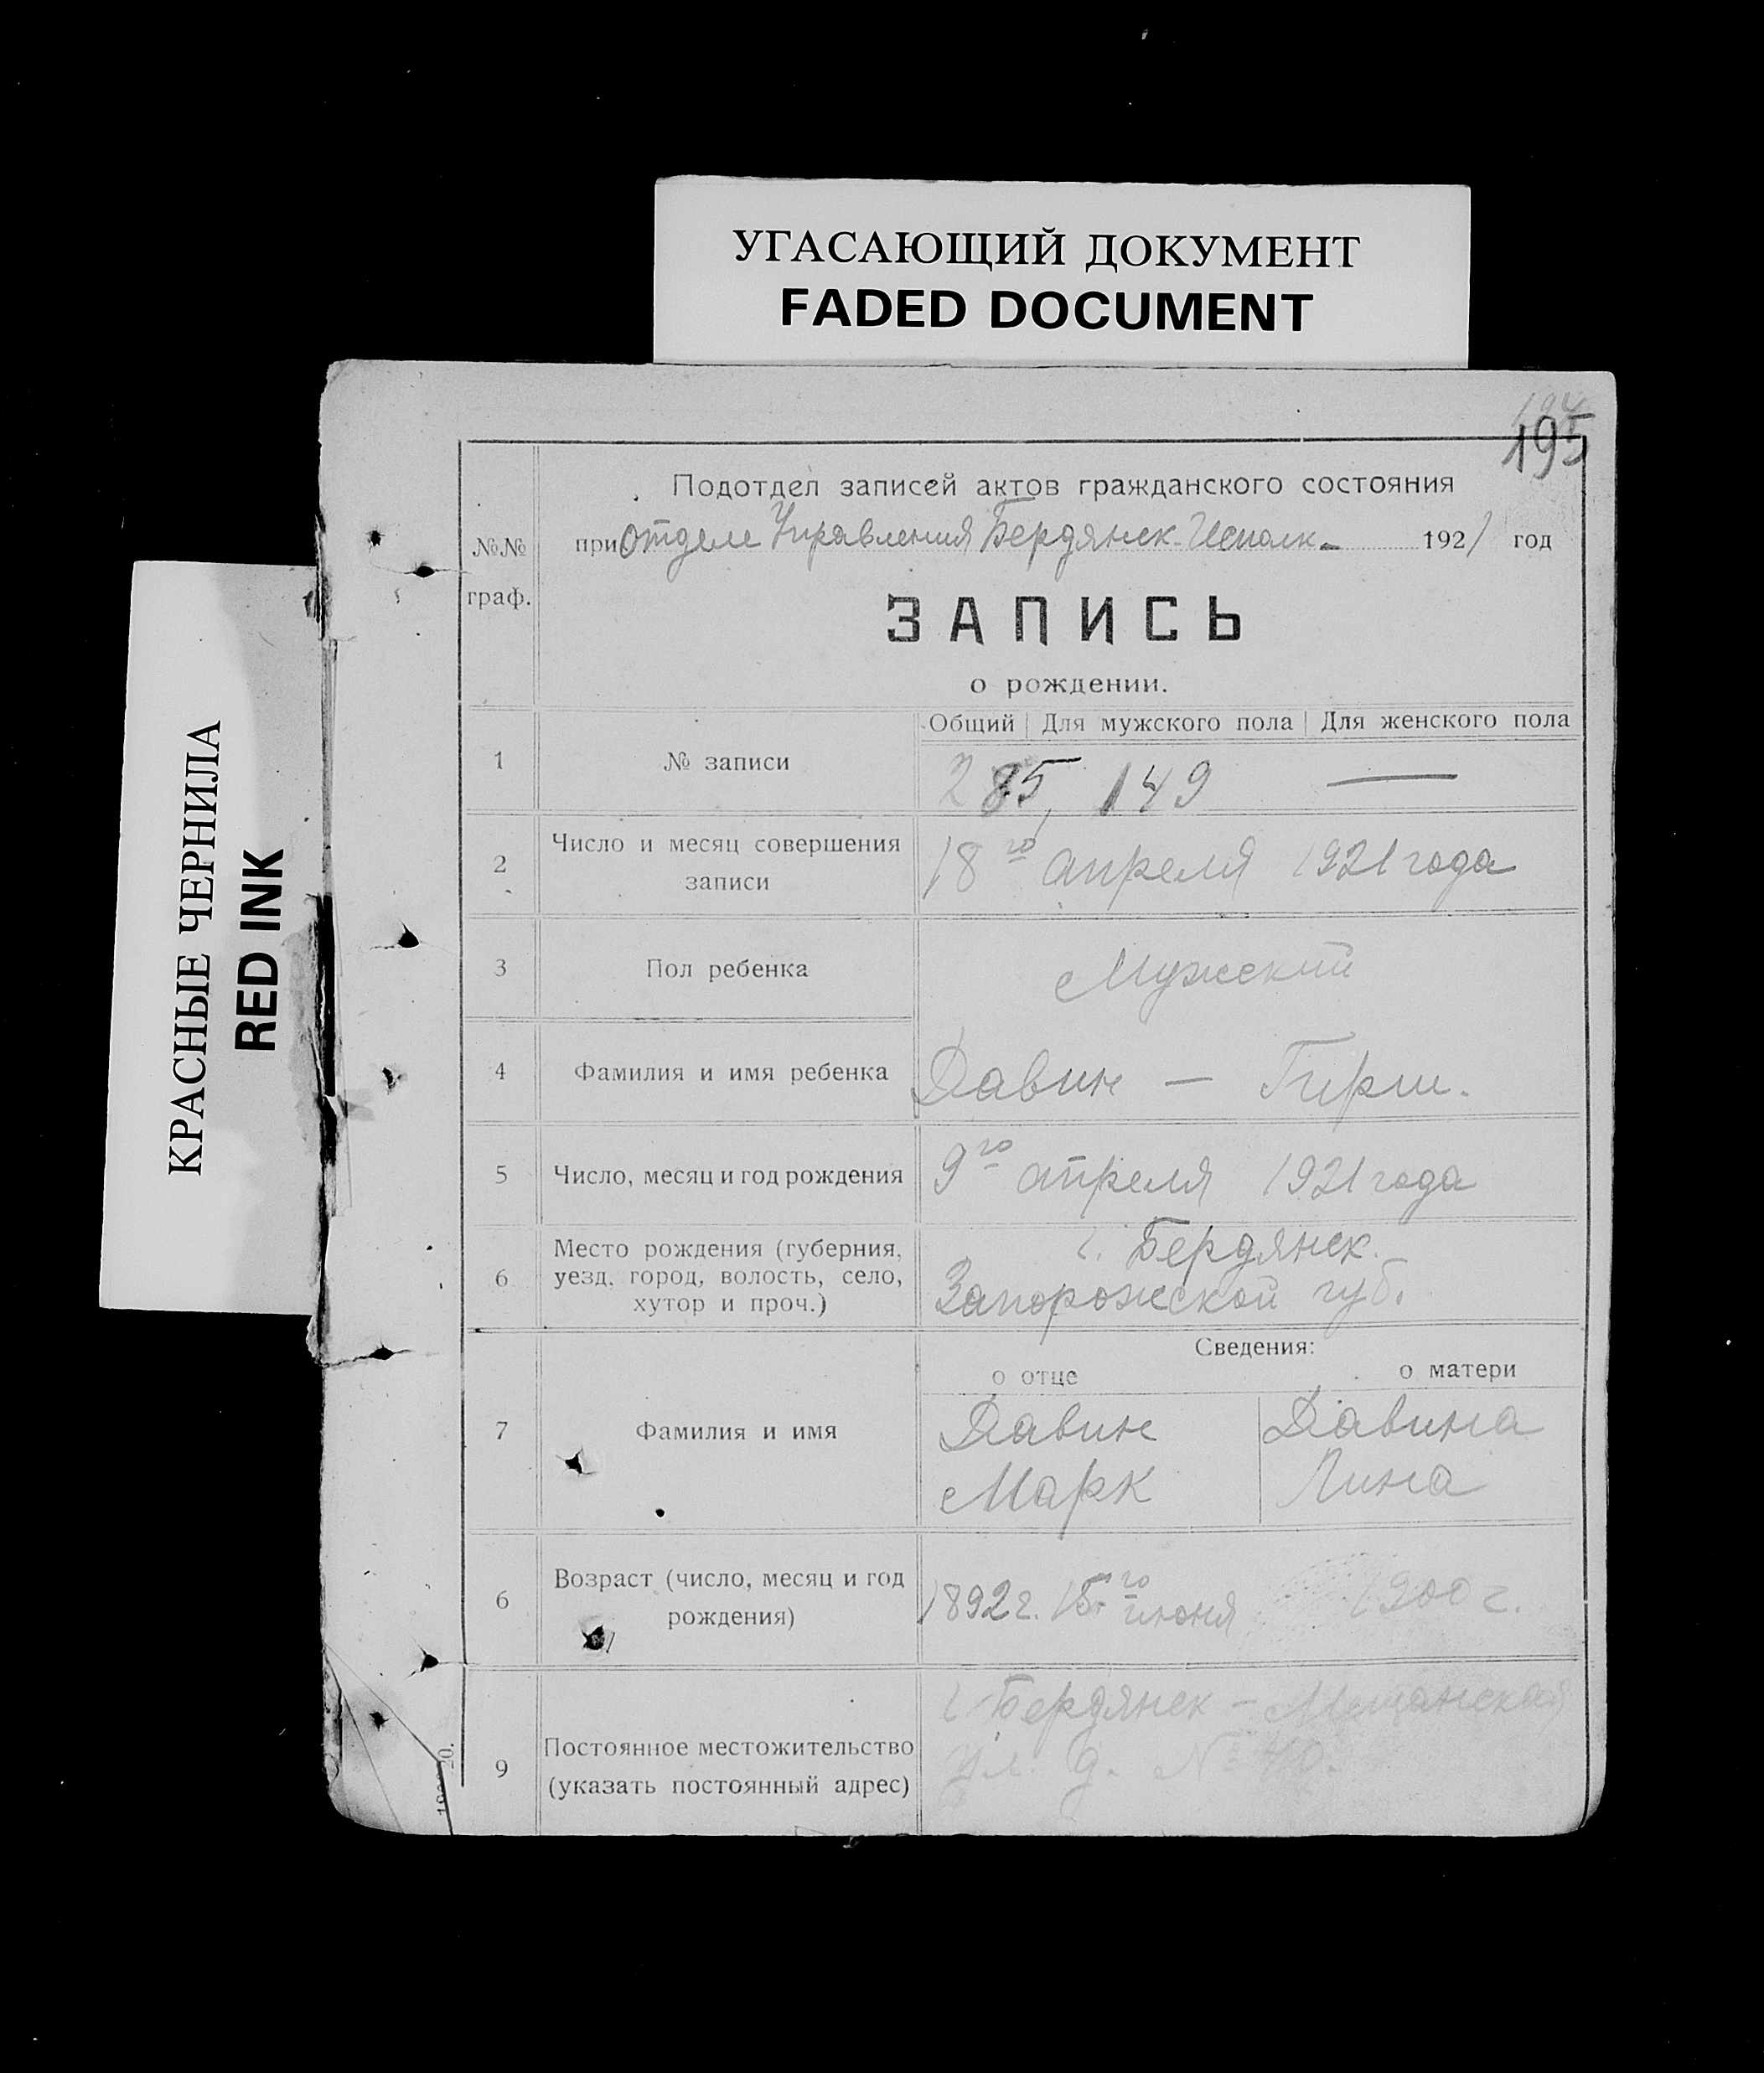 УГАСАЮЩИЙ ДОКУМЕНТ
FADED DOCUMENT
КРАСНЫЕ ЧЕРНИЛА
RED INK
195
Подотдел записей актов гражданского состояния
№№ граф.
при отделе Управления Бердянск. Исполк. 1921 год
ЗАПИСЬ
о рождении.
Общий | Для мужского пола | Для женского пола
1 № записи 285, 149 —
2 Число и месяц совершения
записи
18го апреля 1921 года
3 Пол ребенка Мужский
4 Фамилия и имя ребенка Давин — Гирш.
5 Число, месяц и год рождения 9го апреля 1921 года
6 Место рождения (губерния,
уезд, город, волость, село,
хутор и проч.)
г. Бердянск.
Запорожской губ.
Сведения:
о отце о матери
7 Фамилия и имя
Давин Давина
Марк Лина
6 Возраст (число, месяц и год
рождения)
1892 г. 15го июня 1900 г.
9 Постоянное местожительство
(указать постоянный адрес)
г. Бердянск — Мещанская
ул. д. № 40.